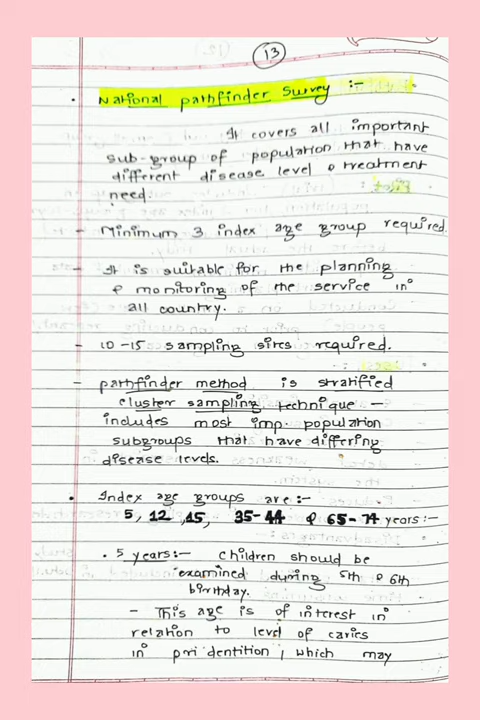 13
• National pathfinder Survey :-
It covers all important
sub-group of population that have
different disease level & treatment
need.
- Minimum 3 index age group required.
- It is suitable for the planning
& monitoring of the service in
all country.
- 10-15 sampling sites required.
- pathfinder method is stratified
cluster sampling technique -
includes most imp. population
subgroups that have differing
disease levels.
• Index age groups are :-
5, 12, 15, 35-44 & 65-74 years:-
. 5 years:- children should be
examined during 5th & 6th
birthday.
- This age is of interest in
relation to level of caries
in pri dentition, which may